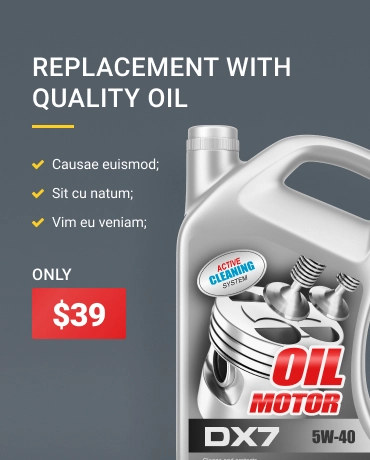 REPLACEMENT WITH
QUALITY OIL
Causae euismod;
Sit cu natum;
Vim eu veniam;
ONLY
$39
ACTIVE
CLEANING
SYSTEM
OIL
MOTOR
DX7
5W-40